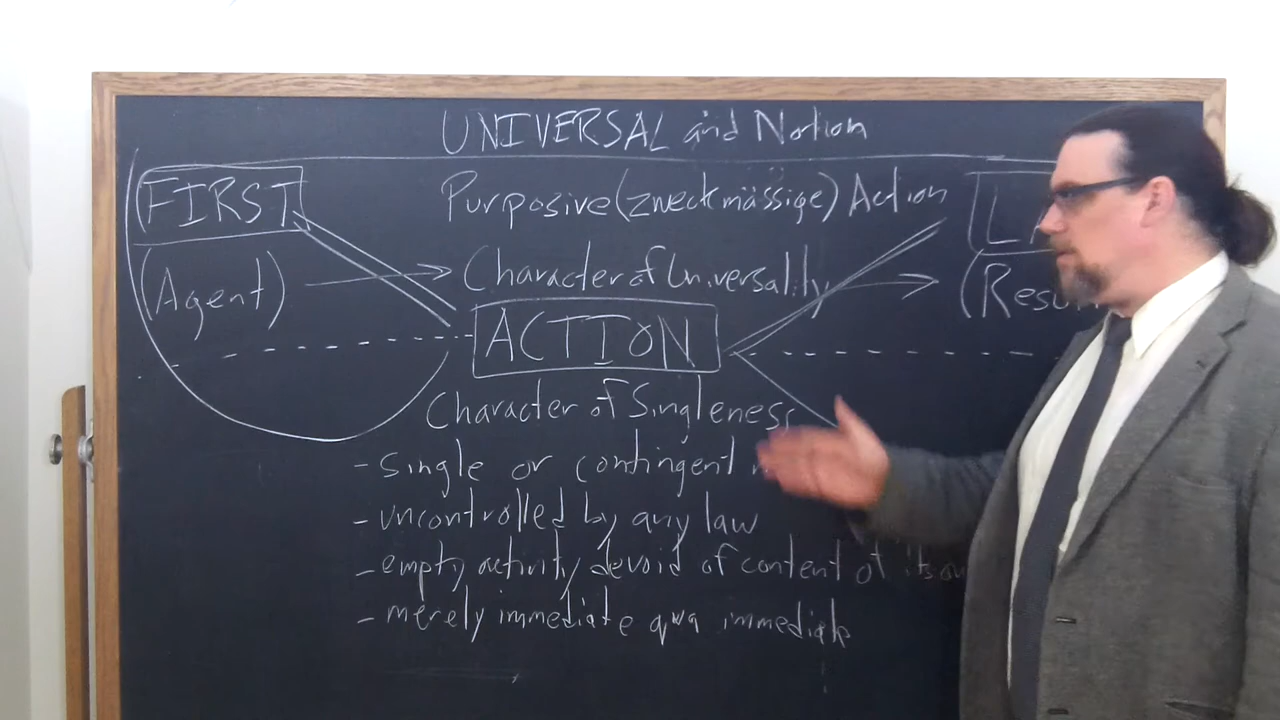 UNIVERSAL and Notion
FIRST
Purposive (zweckmässige) Action
(Agent)
Character of Universality
ACTION
Character of Singleness
- single or contingent
- uncontrolled by any law
- empty activity devoid of content of its
- merely immediate qua immediate